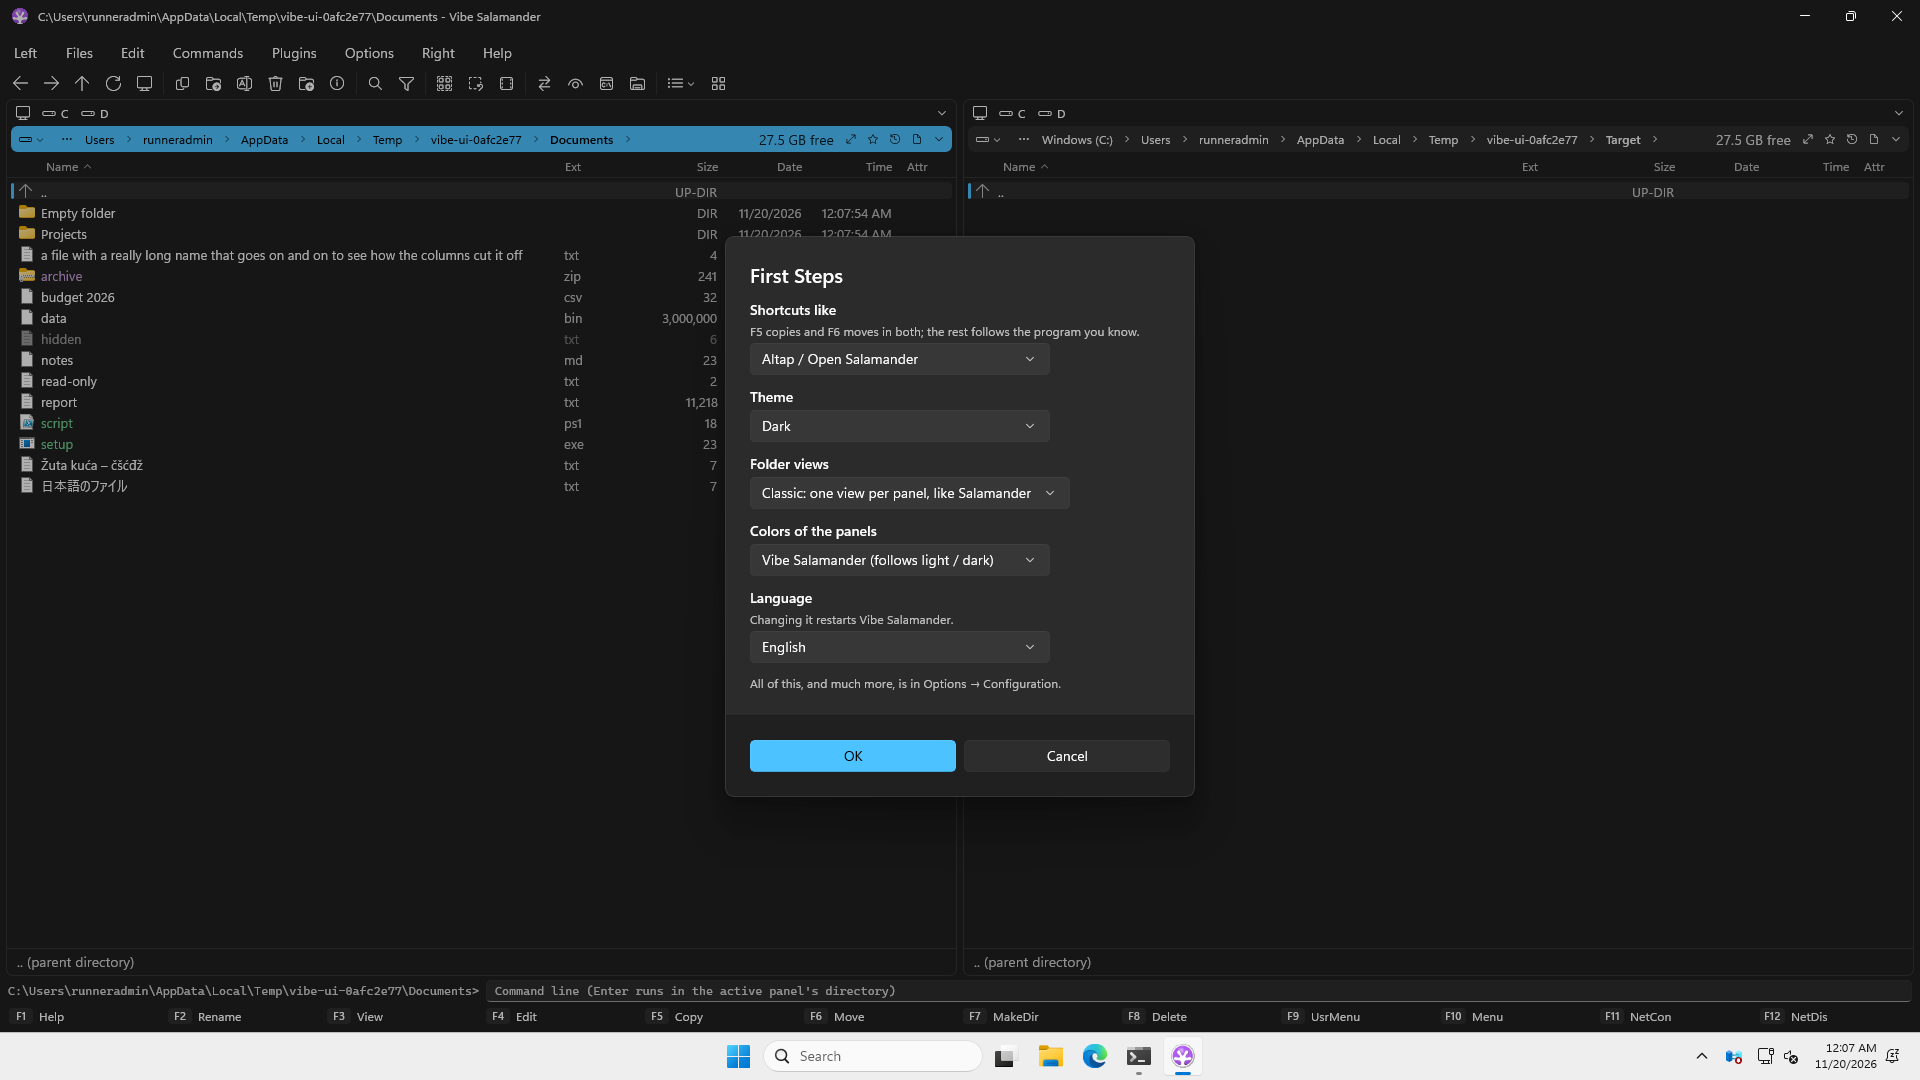 C:\Users\runneradmin\AppData\Local\Temp\vibe-ui-0afc2e77\Documents - Vibe Salamander
Left Files Edit Commands Plugins Options Right Help
C D
Users runneradmin AppData Local Temp vibe-ui-0afc2e77 Documents 27.5 GB free
Name Ext Size Date Time Attr
.. UP-DIR
Empty folder DIR 11/20/2026 12:07:54 AM
Projects DIR 11/20/2026 12:07:54 AM
a file with a really long name that goes on and on to see how the columns cut it off txt 4
archive zip 241
budget 2026 csv 32
data bin 3,000,000
hidden txt 6
notes md 23
read-only txt 2
report txt 11,218
script ps1 18
setup exe 23
Žuta kuća – čšćđž txt 7
日本語のファイル txt 7
.. (parent directory)
C D
Windows (C:) Users runneradmin AppData Local Temp vibe-ui-0afc2e77 Target 27.5 GB free
Name Ext Size Date Time Attr
.. UP-DIR
.. (parent directory)
First Steps
Shortcuts like
F5 copies and F6 moves in both; the rest follows the program you know.
Altap / Open Salamander
Theme
Dark
Folder views
Classic: one view per panel, like Salamander
Colors of the panels
Vibe Salamander (follows light / dark)
Language
Changing it restarts Vibe Salamander.
English
All of this, and much more, is in Options → Configuration.
OK Cancel
C:\Users\runneradmin\AppData\Local\Temp\vibe-ui-0afc2e77\Documents> Command line (Enter runs in the active panel's directory)
F1 Help F2 Rename F3 View F4 Edit F5 Copy F6 Move F7 MakeDir F8 Delete F9 UsrMenu F10 Menu F11 NetCon F12 NetDis
Search
12:07 AM
11/20/2026